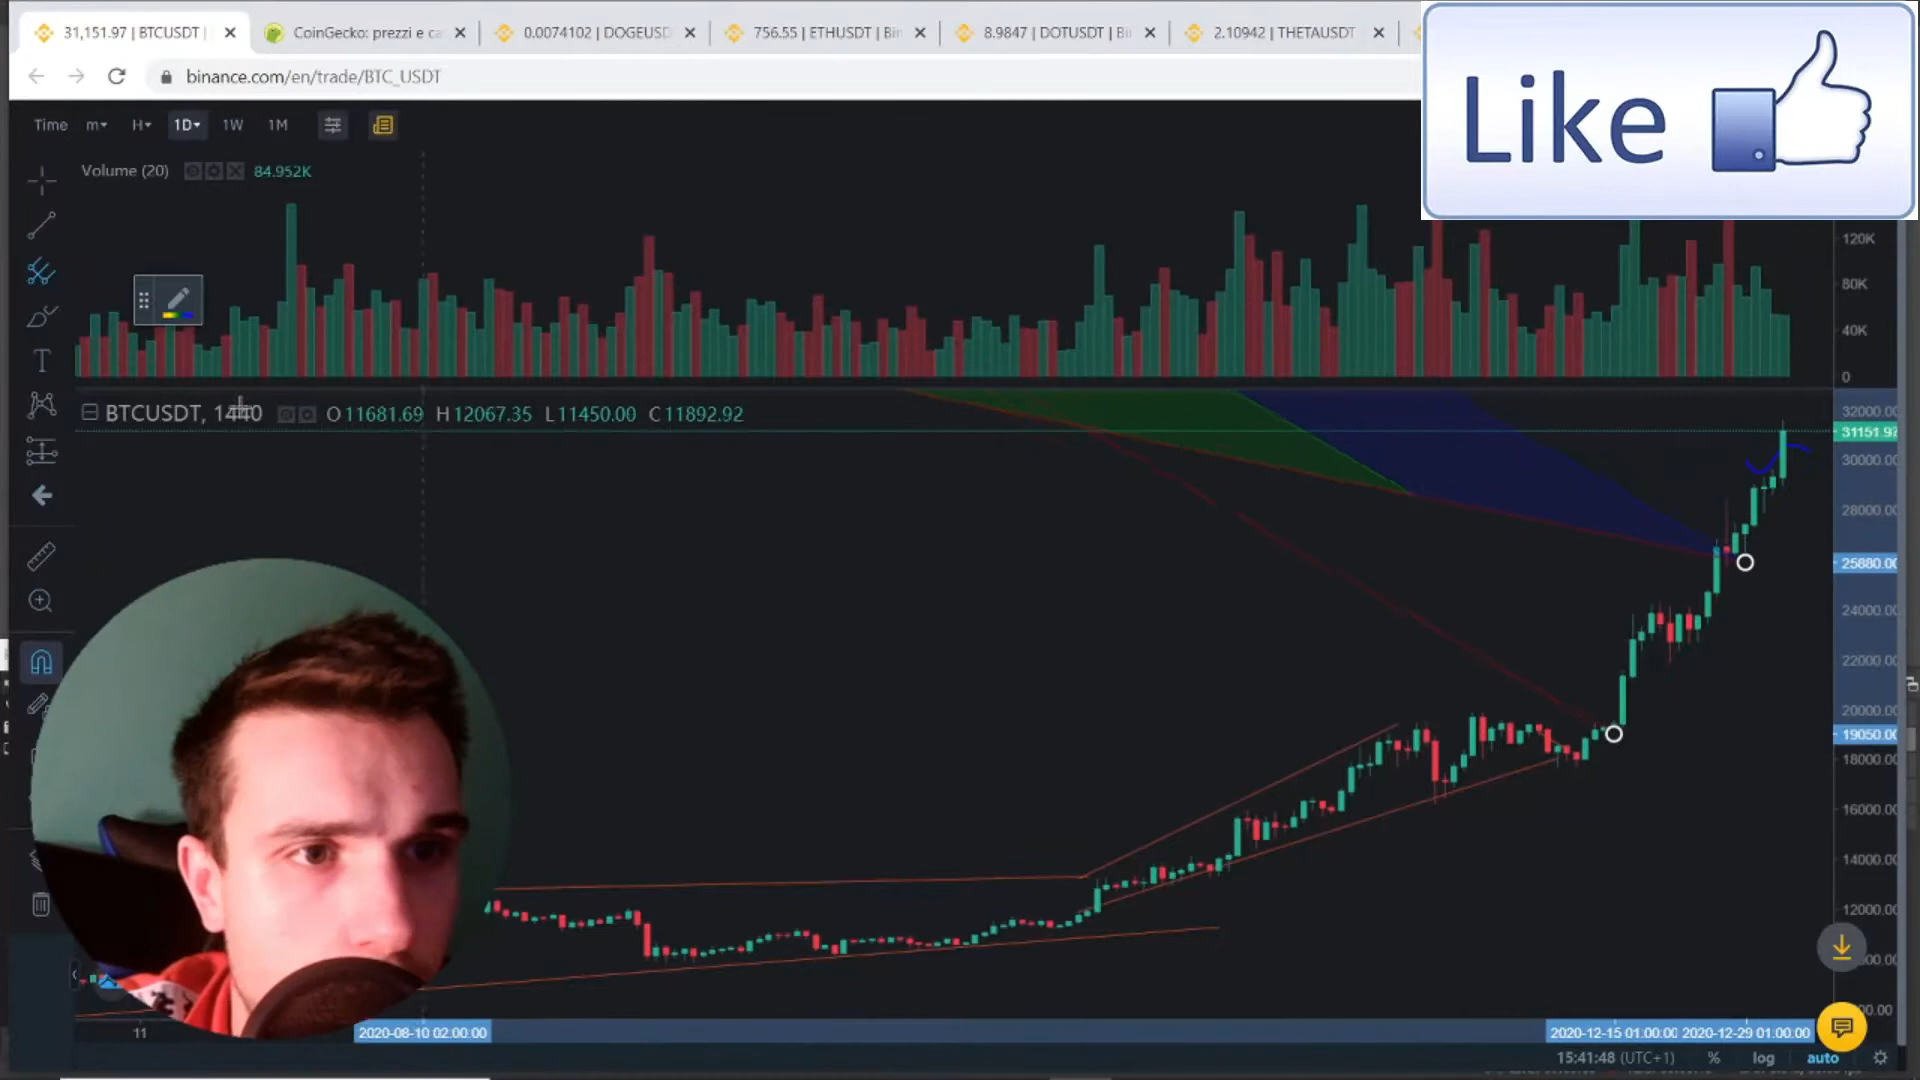 31,151.97 | BTCUSDT |
CoinGecko: prezzi e ca
0.0074102 | DOGEUSD
756.55 | ETHUSDT | Bin
8.9847 | DOTUSDT | Bi
2.10942 | THETAUSDT
binance.com/en/trade/BTC_USDT
Like
Time m H 1D 1W 1M
Volume (20) 84.952K
120K
80K
40K
0
T
BTCUSDT, 1440 O 11681.69 H 12067.35 L 11450.00 C 11892.92
32000.00
31151.97
30000.00
28000.00
25880.00
24000.00
22000.00
20000.00
19050.00
18000.00
16000.00
14000.00
12000.00
11
2020-08-10 02:00:00
2020-12-15 01:00:00
2020-12-29 01:00:00
15:41:48 (UTC+1) % log auto